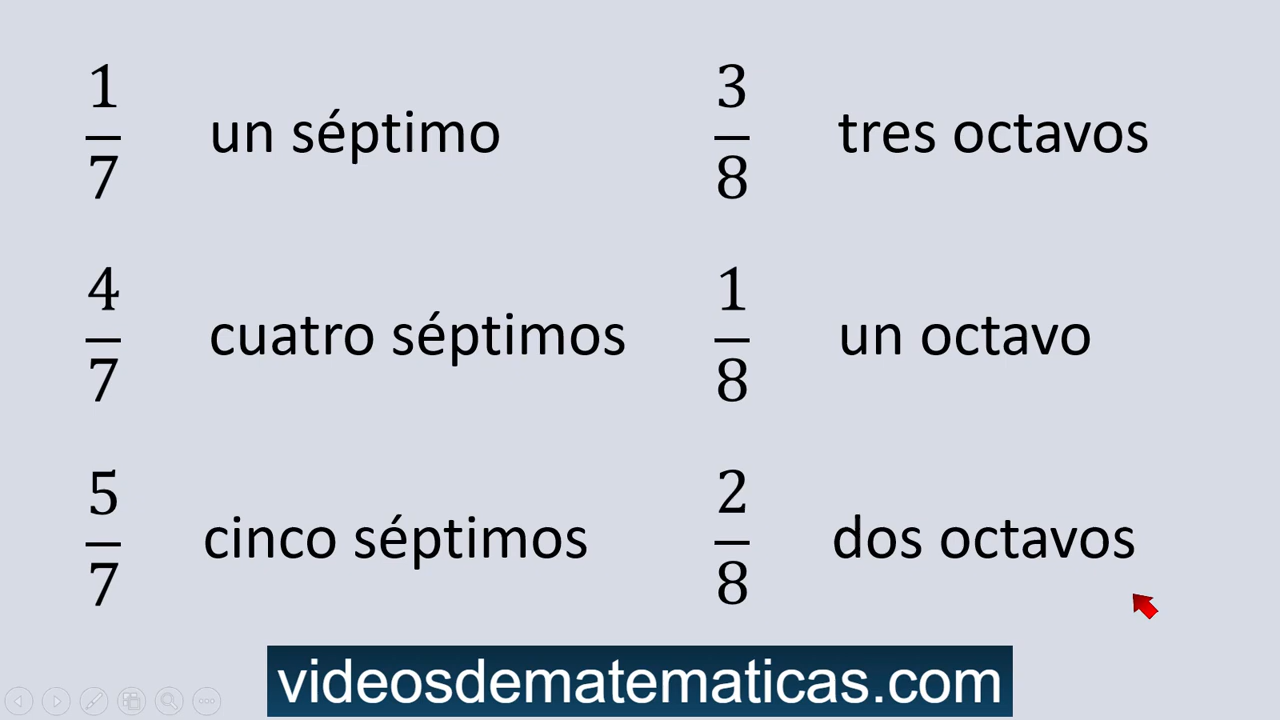 1/7 un séptimo
4/7 cuatro séptimos
5/7 cinco séptimos
3/8 tres octavos
1/8 un octavo
2/8 dos octavos
videosdematematicas.com